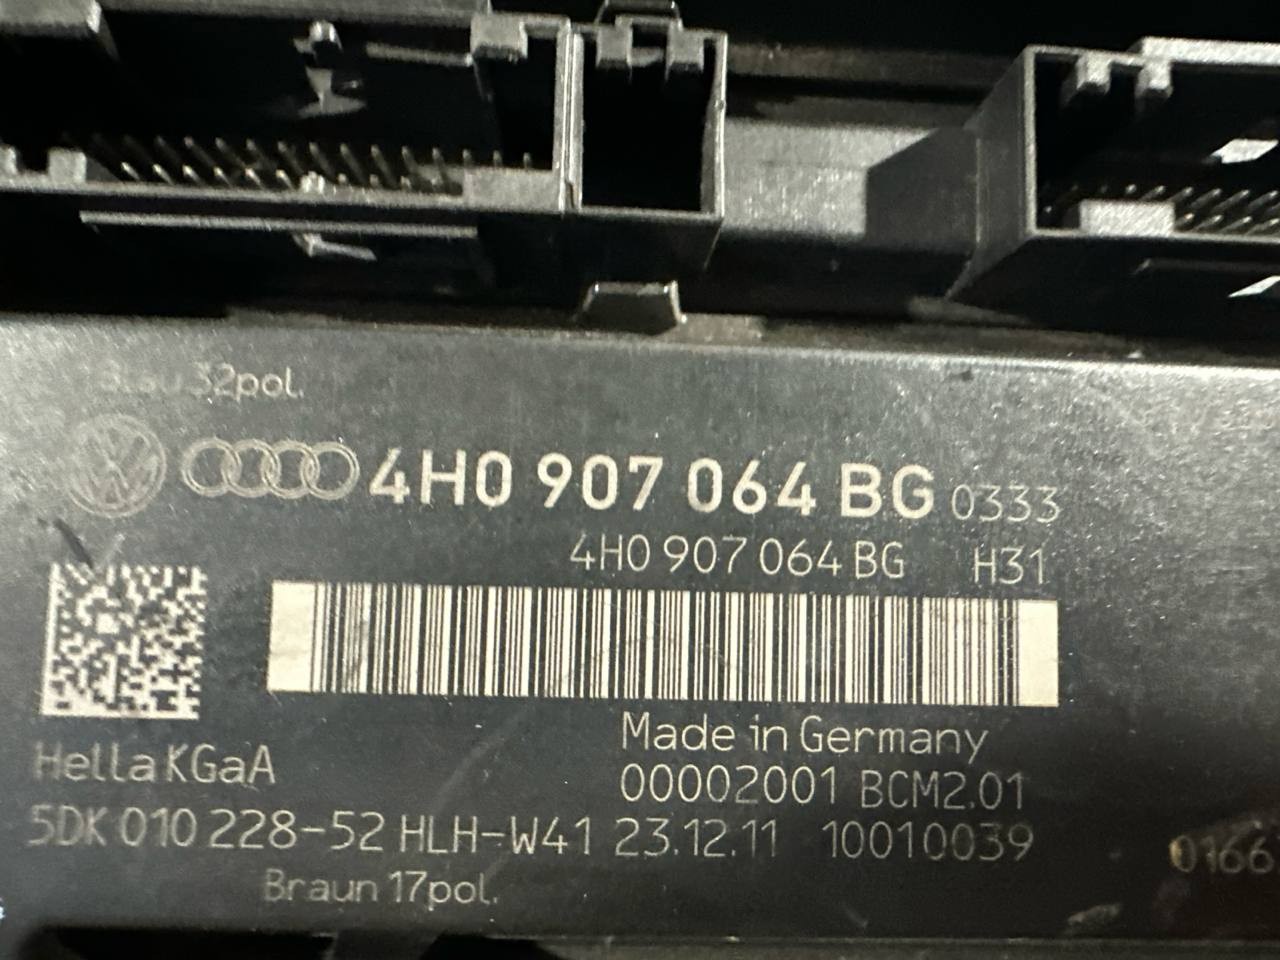 Blau 32pol.
4H0 907 064 BG 0333
4H0 907 064 BG H31
Made in Germany
Hella KGaA
00002001 BCM2.01
5DK 010 228-52 HLH-W41 23.12.11 10010039
0166
Braun 17pol.